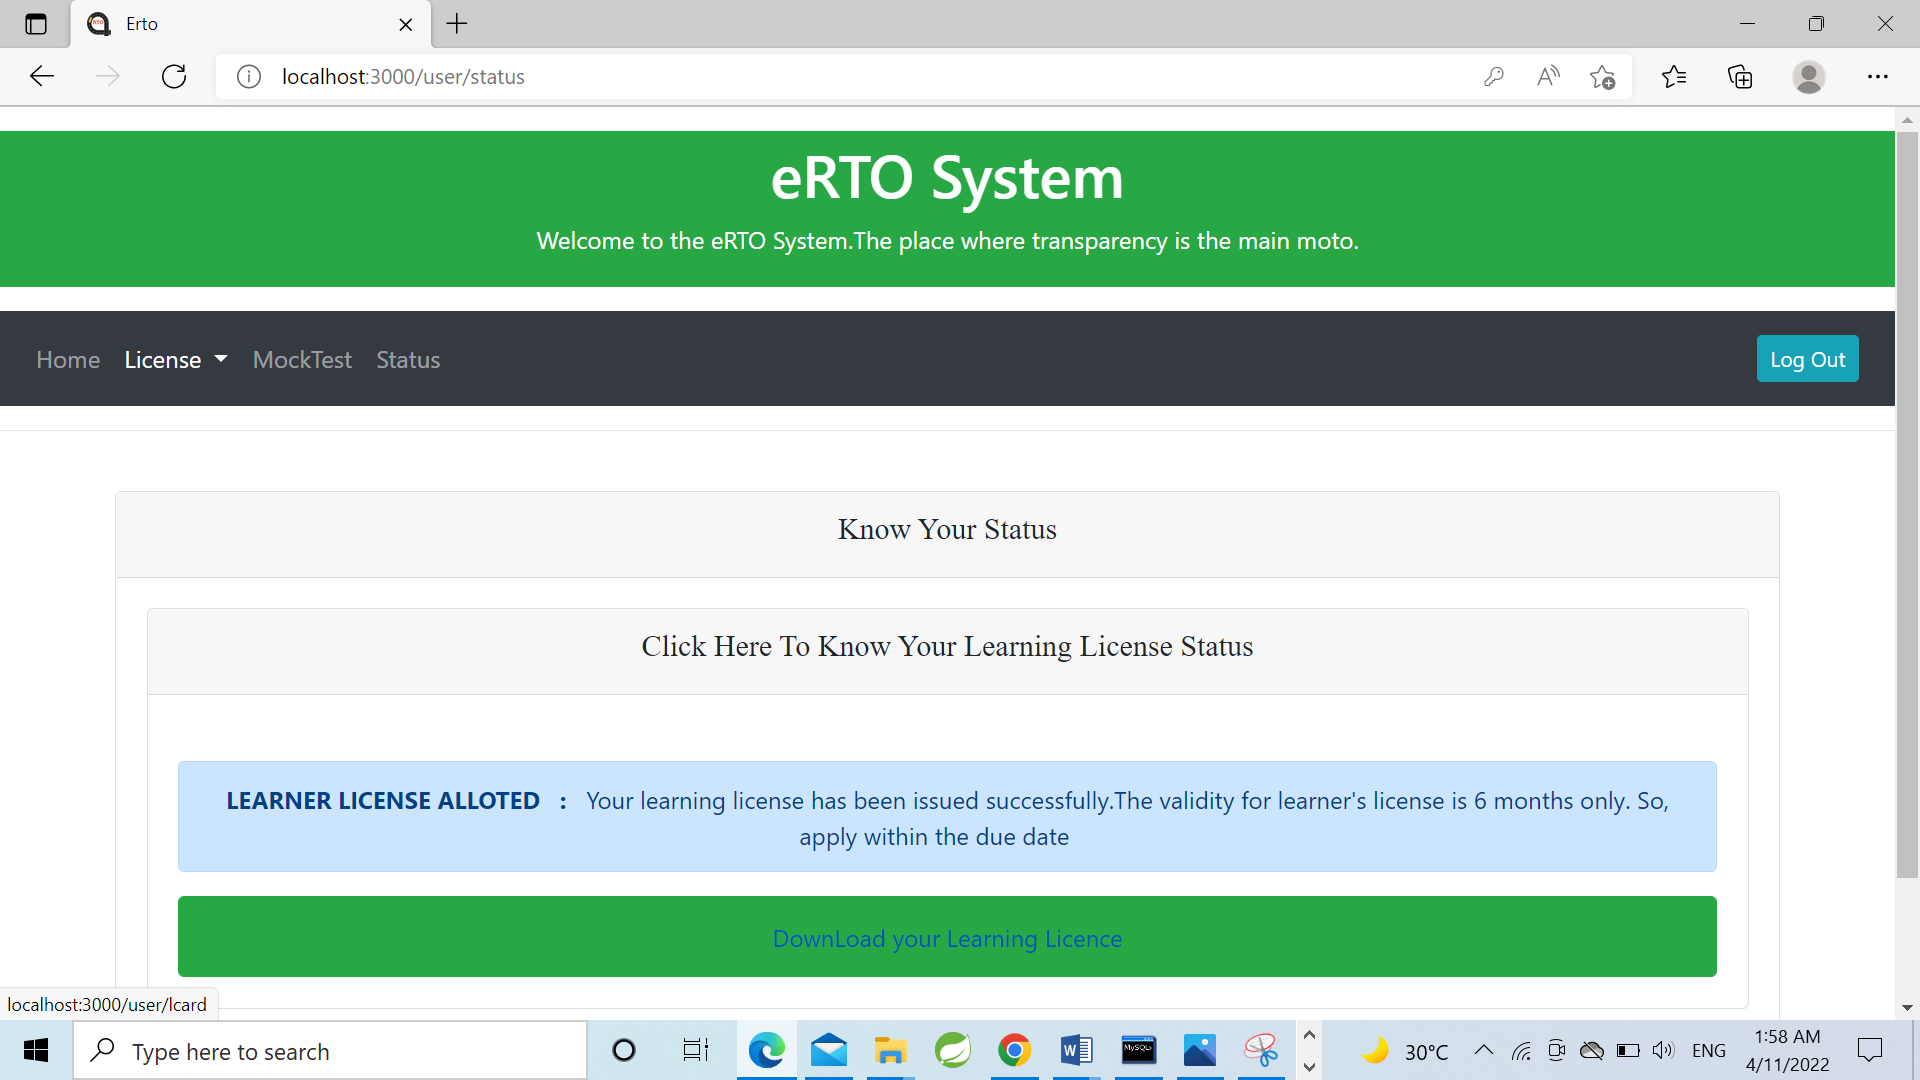 Erto
localhost:3000/user/status
eRTO System
Welcome to the eRTO System.The place where transparency is the main moto.
Home License MockTest Status Log Out
Know Your Status
Click Here To Know Your Learning License Status
LEARNER LICENSE ALLOTED : Your learning license has been issued successfully.The validity for learner's license is 6 months only. So,
apply within the due date
DownLoad your Learning Licence
localhost:3000/user/lcard
Type here to search
MySQL
30°C
ENG
1:58 AM
4/11/2022